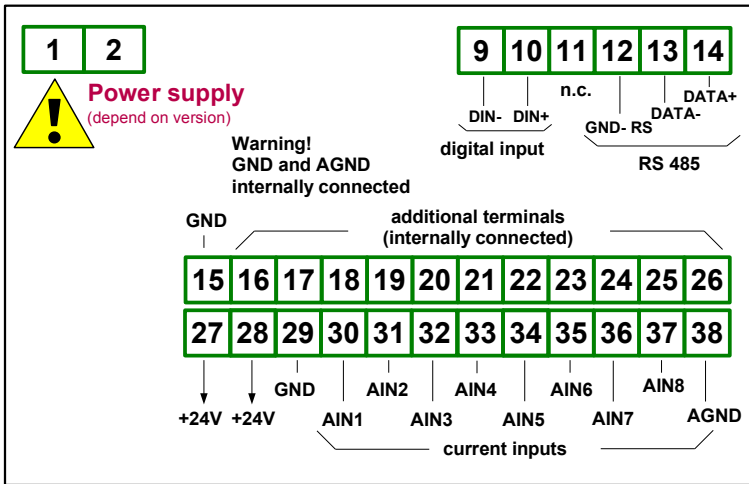 1 2
9 10 11 12 13 14
Power supply
(depend on version)
n.c.
DIN- DIN+
GND- RS
DATA-
DATA+
digital input
RS 485
Warning!
GND and AGND
internally connected
GND
additional terminals
(internally connected)
15 16 17 18 19 20 21 22 23 24 25 26
27 28 29 30 31 32 33 34 35 36 37 38
GND AIN2 AIN4 AIN6 AIN8
+24V +24V AIN1 AIN3 AIN5 AIN7 AGND
current inputs